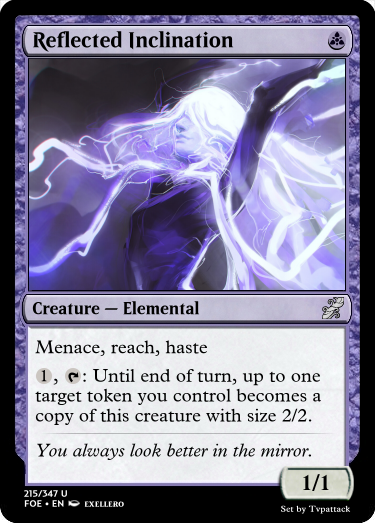 Reflected Inclination
Creature — Elemental
Menace, reach, haste
1, : Until end of turn, up to one
target token you control becomes a
copy of this creature with size 2/2.
You always look better in the mirror.
1/1
215/347 U
FOE • EN EXELLERO
Set by Tvpattack